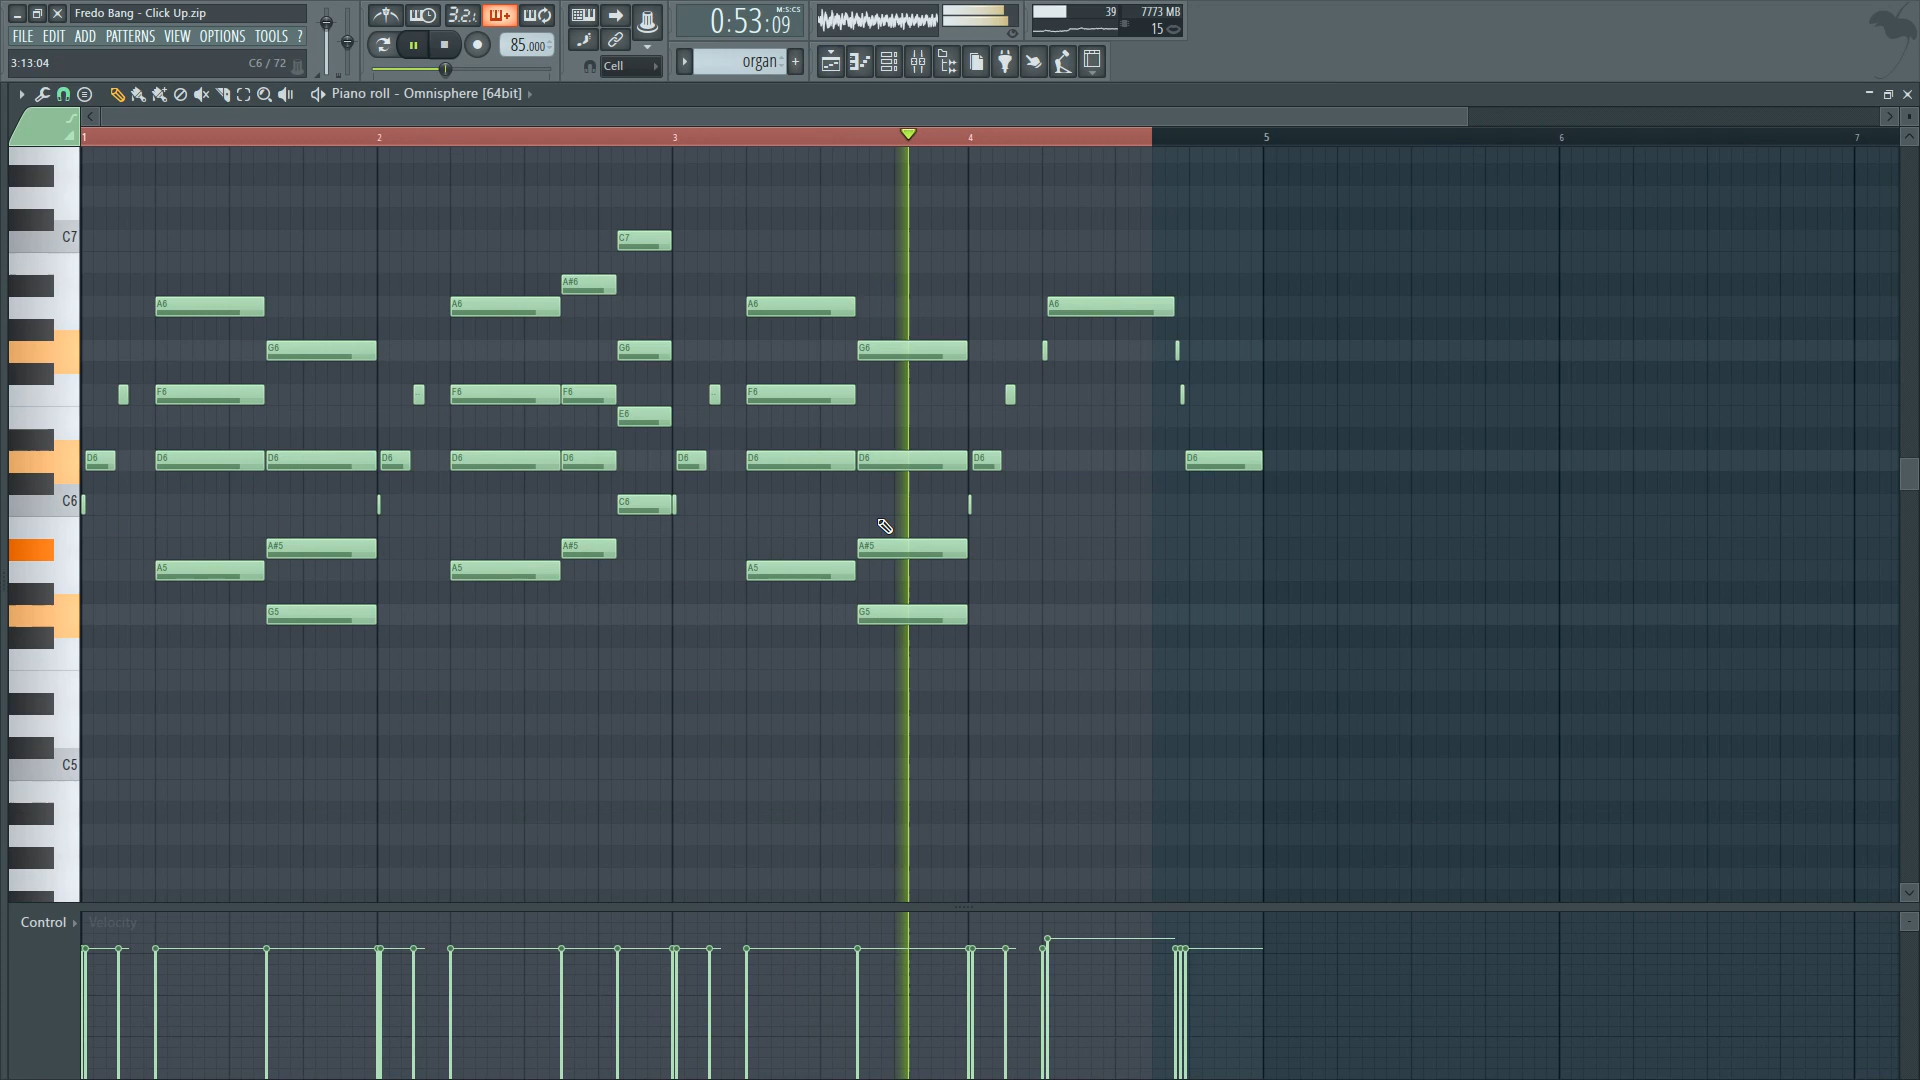 Fredo Bang - Click Up.zip
FILE EDIT ADD PATTERNS VIEW OPTIONS TOOLS ?
3:13:04 C6 / 72
3.2.
85.000
Cell
0:53:09
M:S:CS
organ
39 7773 MB
15
Piano roll - Omnisphere [64bit]
1 2 3 4 5 6 7
C7
C7
A#6
A6 A6 A6 A6
G6 G6 G6
F6 F6 F6 F6
E6
D6 D6 D6 D6 D6 D6 D6 D6 D6 D6 D6
C6 C6
A#5 A#5 A#5
A5 A5 A5
G5 G5
C5
Control Velocity